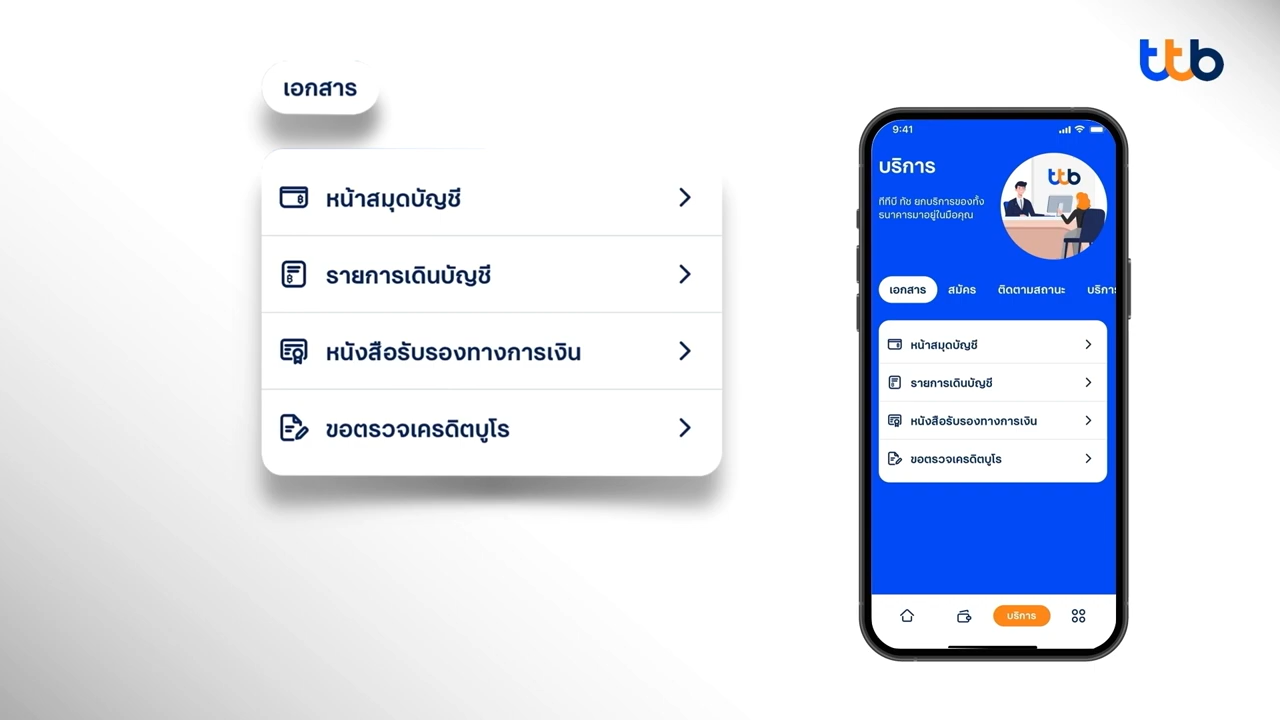 เอกสาร
หน้าสมุดบัญชี
รายการเดินบัญชี
หนังสือรับรองทางการเงิน
ขอตรวจเครดิตบูโร
ttb
9:41
บริการ
ttb
ทีทีบี ทัช ยกบริการของทั้ง
ธนาคารมาอยู่ในมือคุณ
เอกสาร สมัคร ติดตามสถานะ บริการ
หน้าสมุดบัญชี
รายการเดินบัญชี
หนังสือรับรองทางการเงิน
ขอตรวจเครดิตบูโร
บริการ